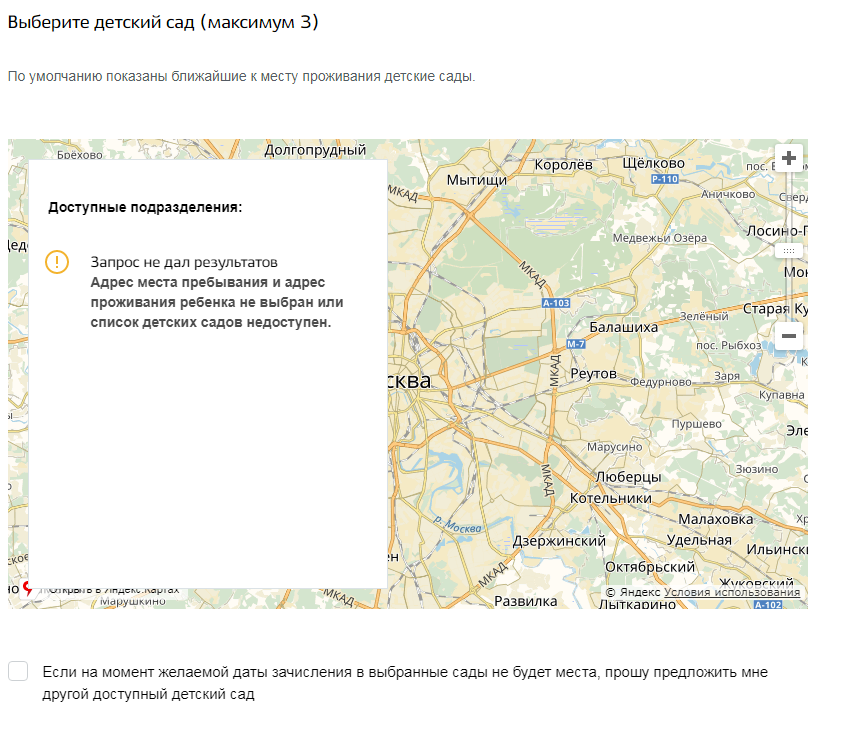 Выберите детский сад (максимум 3)
По умолчанию показаны ближайшие к месту проживания детские сады.
Брёхово
Долгопрудный
Королёв
Щёлково
Р-110
пос.
Мытищи
МКАД
Аничково
Доступные подразделения:
Медвежьи Озёра
Запрос не дал результатов
Адрес места пребывания и адрес
проживания ребенка не выбран или
список детских садов недоступен.
МКАД
А-103
Зелёный
Старая Ку
Балашиха
М-7
пос. Рыбхоз
МКАД
Реутов
Федурново
Заря
сква
Купавна
Пуршево
Марусино
Зюзино
МКАД
Люберцы
Котельники
Малаховка
р. Москва
Дзержинский
Удельная
Ильинск
Октябрьский
МКАД
Жуковский
Открыть в Яндекс.Картах
© Яндекс Условия использования
Марушкино
МКАД
Развилка
Лыткарино
А-102
Если на момент желаемой даты зачисления в выбранные сады не будет места, прошу предложить мне
другой доступный детский сад